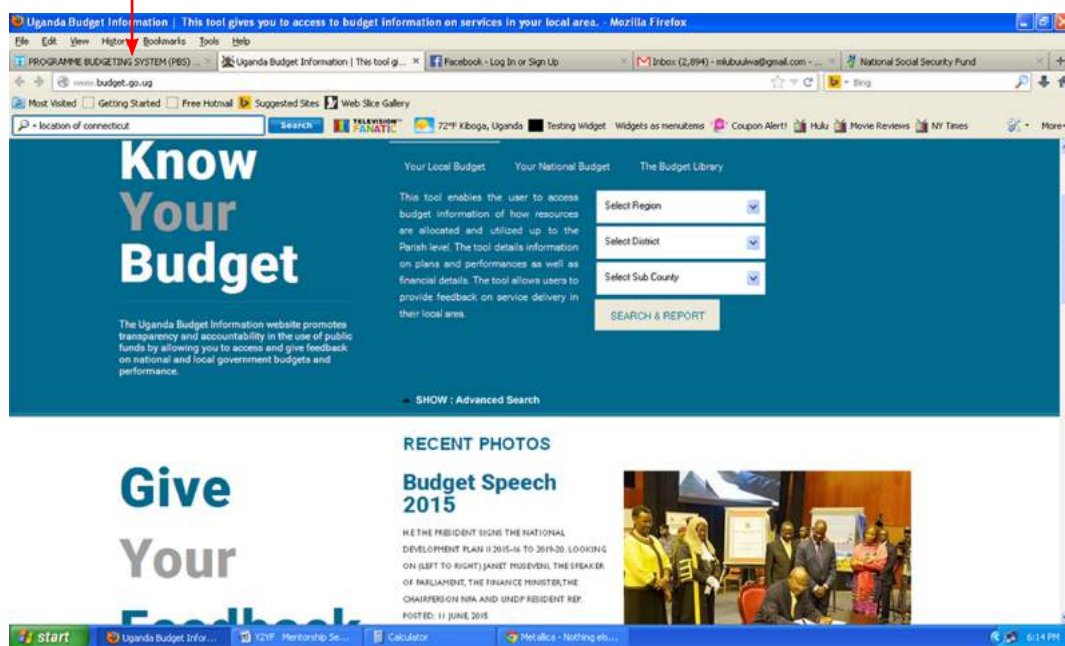 Uganda Budget Information | This tool gives you to access to budget information on services in your local area. - Mozilla Firefox
File Edit View History Bookmarks Tools Help
PROGRAMME BUDGETING SYSTEM (PBS) ... Uganda Budget Information | This tool gi... Facebook - Log In or Sign Up Inbox (2,894) - mlubuulwa@gmail.com - ... National Social Security Fund
www.budget.go.ug Bing
Most Visited Getting Started Free Hotmail Suggested Sites Web Slice Gallery
location of connecticut Search TELEVISION FANATIC 72°F Kiboga, Uganda Testing Widget Widgets as menuitems Coupon Alert! Hulu Movie Reviews NY Times More
Know
Your
Budget
The Uganda Budget Information website promotes
transparency and accountability in the use of public
funds by allowing you to access and give feedback
on national and local government budgets and
performance.
Your Local Budget Your National Budget The Budget Library
This tool enables the user to access
budget information of how resources
are allocated and utilized up to the
Parish level. The tool details information
on plans and performances as well as
financial details. The tool allows users to
provide feedback on service delivery in
their local area.
Select Region
Select District
Select Sub County
SEARCH & REPORT
SHOW : Advanced Search
Give
Your
Feedback
RECENT PHOTOS
Budget Speech
2015
H.E THE PRESIDENT SIGNS THE NATIONAL
DEVELOPMENT PLAN II 2015-16 TO 2019-20. LOOKING
ON (LEFT TO RIGHT) JANET MUSEVENI, THE SPEAKER
OF PARLIAMENT, THE FINANCE MINISTER,THE
CHAIRPERSON NPA AND UNDP RESIDENT REP.
POSTED: 11 JUNE, 2015
start Uganda Budget Infor... Y2YF Mentorship Se... Calculator Metallica - Nothing els... 6:14 PM